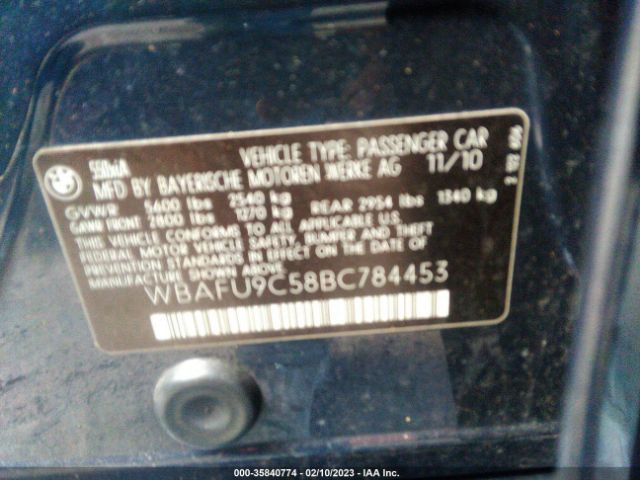 VEHICLE TYPE: PASSENGER CAR
MFD BY BAYERISCHE MOTOREN WERKE AG 11/10
GVWR 5600 lbs 2540 kg
GAWR FRONT 2800 lbs 1270 kg REAR 2954 lbs 1340 kg
THIS VEHICLE CONFORMS TO ALL APPLICABLE U.S.
FEDERAL MOTOR VEHICLE SAFETY, BUMPER AND THEFT
PREVENTION STANDARDS IN EFFECT ON THE DATE OF
MANUFACTURE SHOWN ABOVE.
WBAFU9C58BC784453
000-35840774 - 02/10/2023 - IAA Inc.